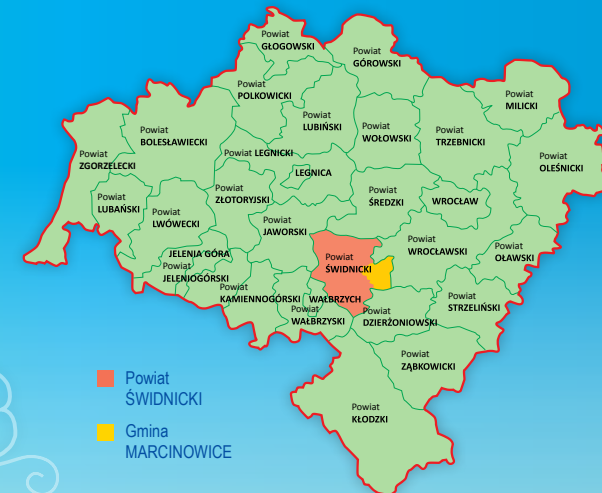 Powiat
GŁOGOWSKI
Powiat
GÓROWSKI
Powiat
POLKOWICKI
Powiat
MILICKI
Powiat
LUBIŃSKI
Powiat
BOLESŁAWIECKI
Powiat
WOŁOWSKI
Powiat
TRZEBNICKI
Powiat
ZGORZELECKI
Powiat LEGNICKI
Powiat
OLEŚNICKI
LEGNICA
Powiat
LUBAŃSKI
Powiat
ZŁOTORYJSKI
Powiat
ŚREDZKI
WROCŁAW
Powiat
LWÓWECKI
Powiat
JAWORSKI
Powiat
WROCŁAWSKI
Powiat
OŁAWSKI
JELENIA GÓRA
Powiat
ŚWIDNICKI
Powiat
JELENIOGÓRSKI
Powiat
KAMIENNOGÓRSKI
WAŁBRZYCH
Powiat
STRZELIŃSKI
Powiat
WAŁBRZYSKI
Powiat
DZIERŻONIOWSKI
Powiat
ZĄBKOWICKI
Powiat
KŁODZKI
Powiat
ŚWIDNICKI
Gmina
MARCINOWICE